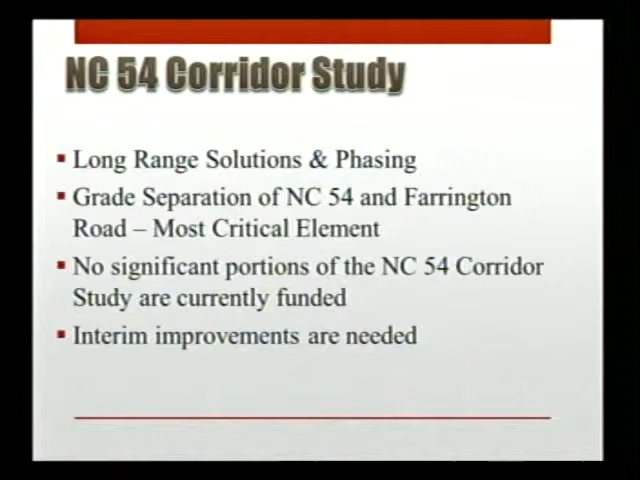 NC 54 Corridor Study
▪ Long Range Solutions & Phasing
▪ Grade Separation of NC 54 and Farrington
Road – Most Critical Element
▪ No significant portions of the NC 54 Corridor
Study are currently funded
▪ Interim improvements are needed